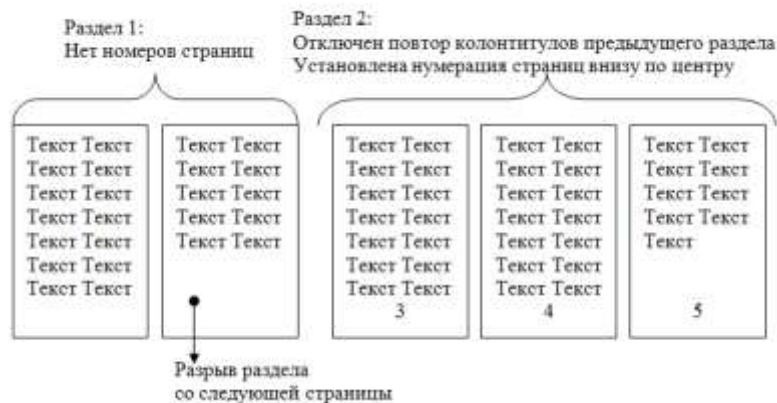 Раздел 1:
Нет номеров страниц
Раздел 2:
Отключен повтор колонтитулов предыдущего раздела
Установлена нумерация страниц внизу по центру
Текст Текст
Текст Текст
Текст Текст
Текст Текст
Текст Текст
Текст Текст
Текст Текст
Текст Текст
Текст Текст
Текст Текст
Текст Текст
Текст Текст
Разрыв раздела
со следующей страницы
Текст Текст
Текст Текст
Текст Текст
Текст Текст
Текст Текст
Текст Текст
Текст Текст
3
Текст Текст
Текст Текст
Текст Текст
Текст Текст
Текст Текст
Текст Текст
Текст Текст
4
Текст Текст
Текст Текст
Текст Текст
Текст Текст
Текст
5